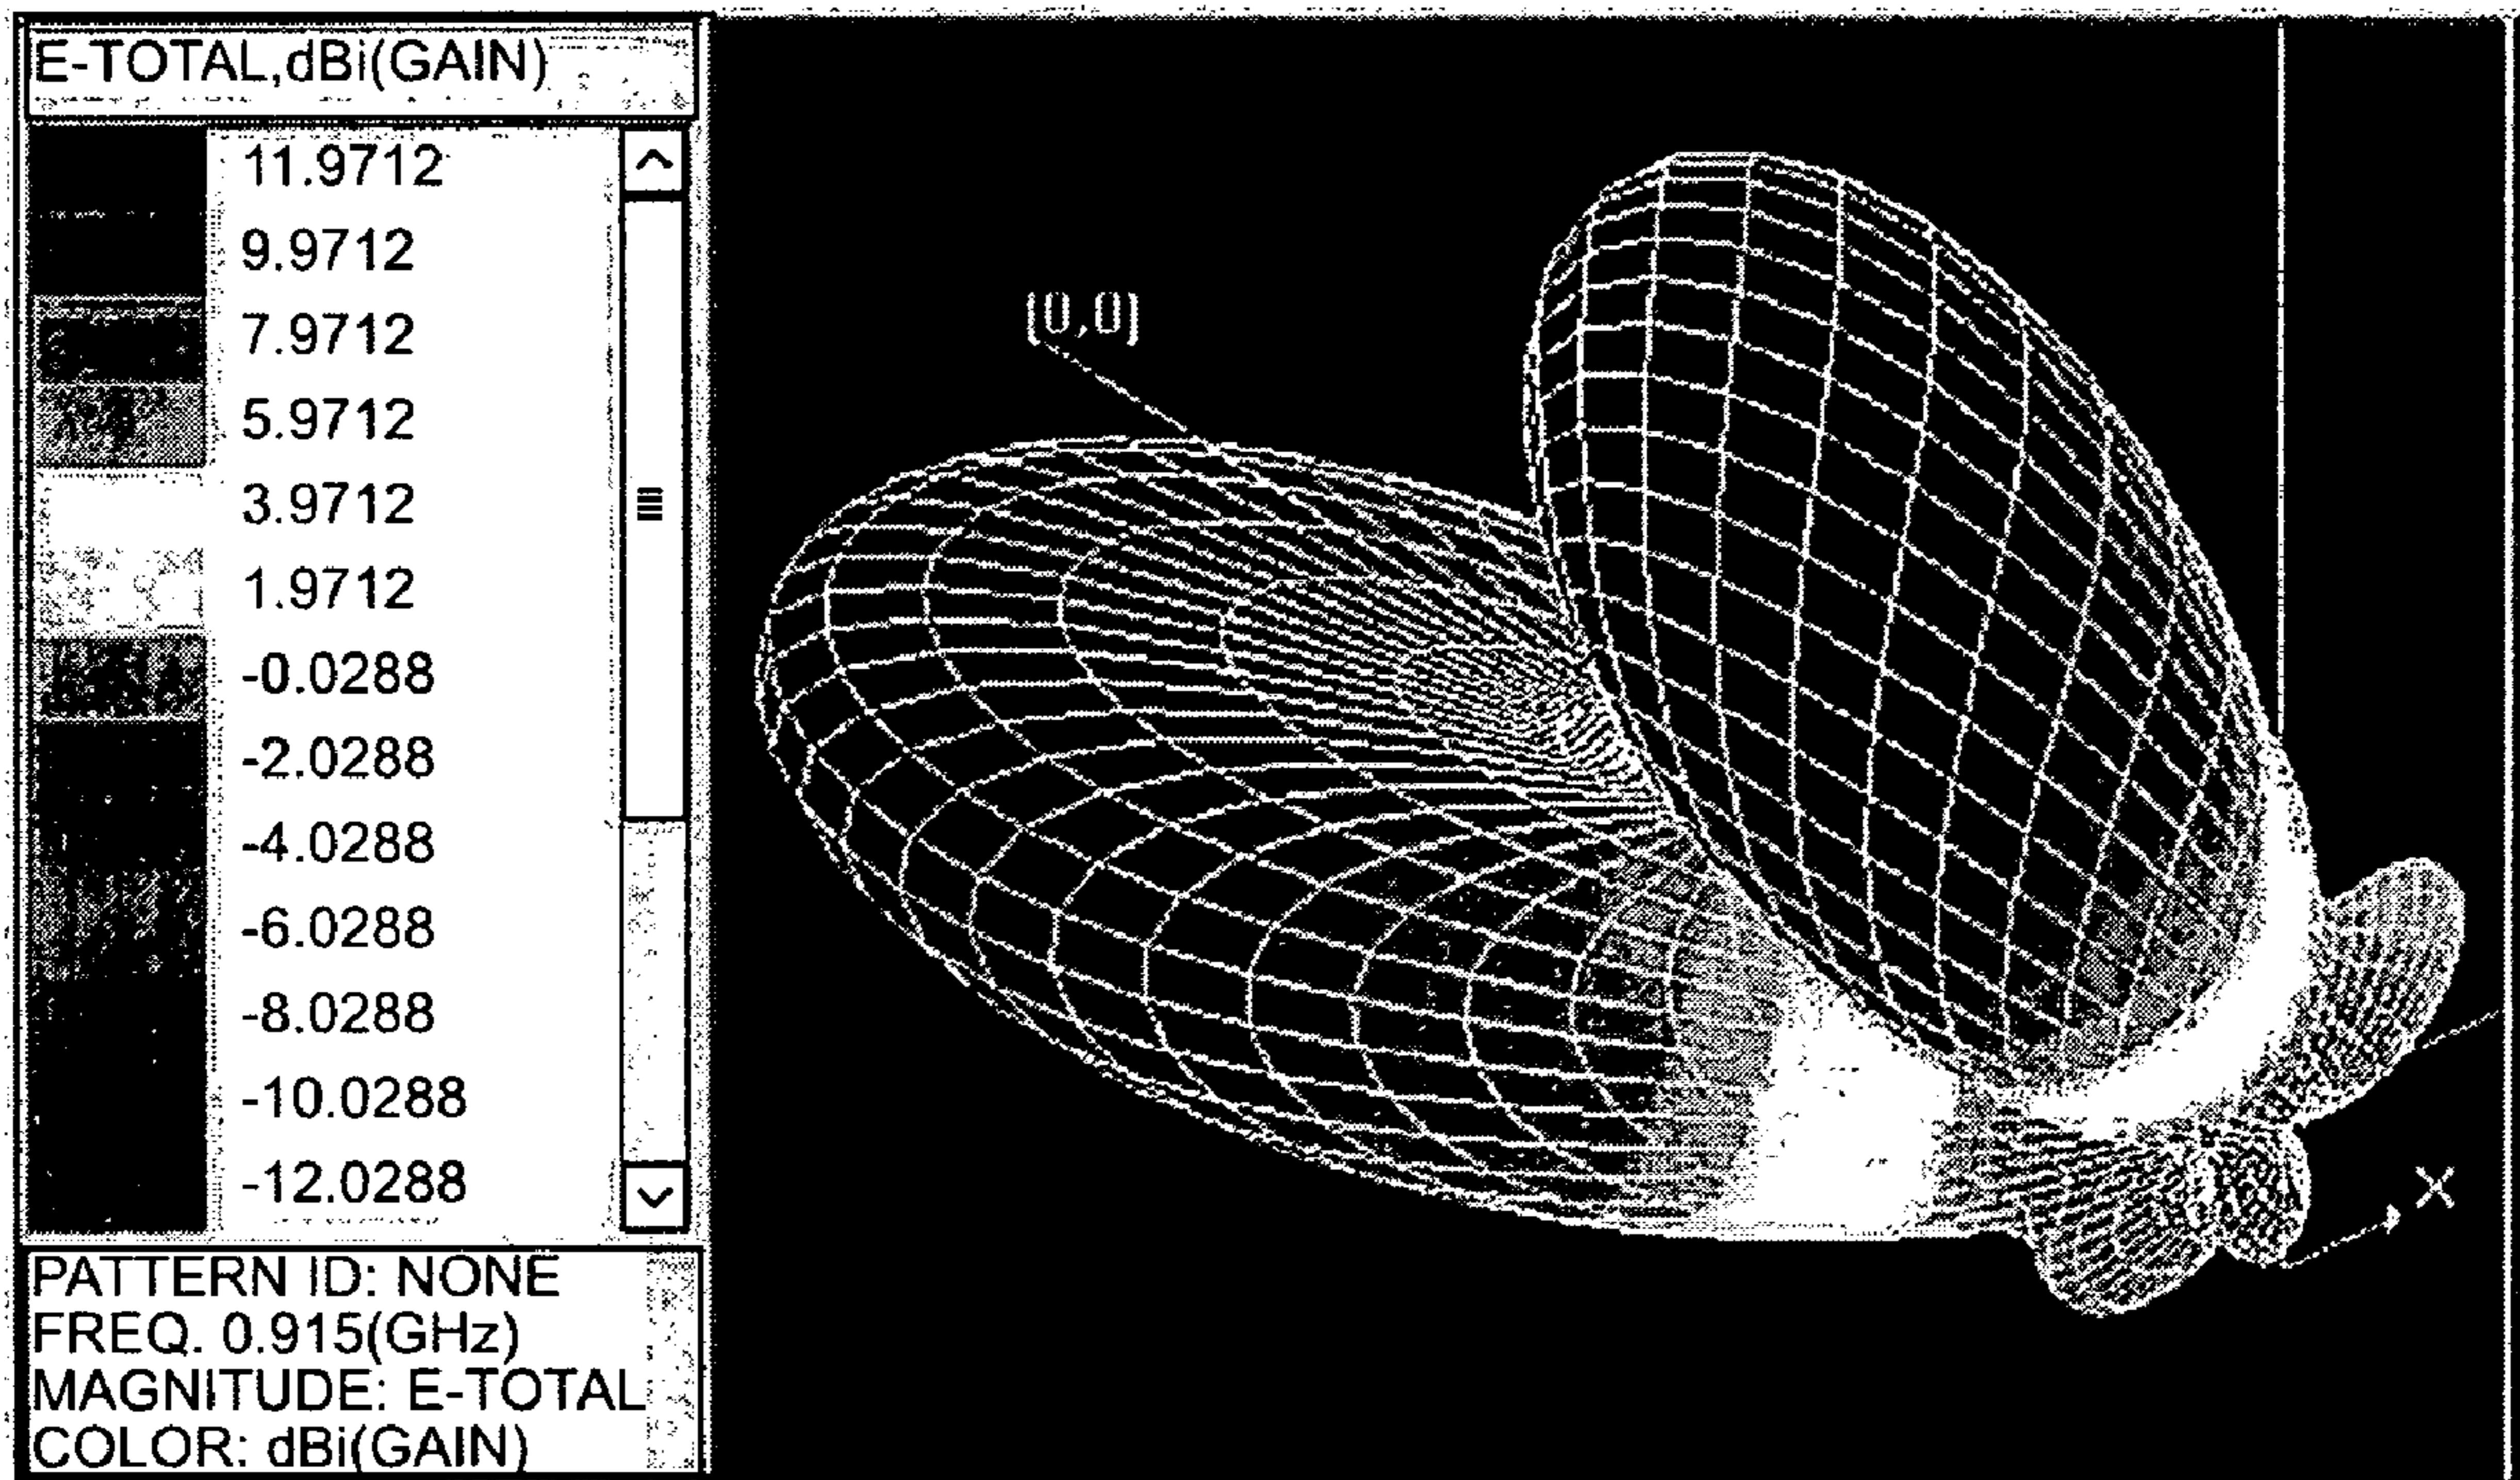 E-TOTAL,dBi(GAIN)
11.9712
9.9712
7.9712
5.9712
3.9712
1.9712
-0.0288
-2.0288
-4.0288
-6.0288
-8.0288
-10.0288
-12.0288
PATTERN ID: NONE
FREQ. 0.915(GHz)
MAGNITUDE: E-TOTAL
COLOR: dBi(GAIN)
(0,0)
X